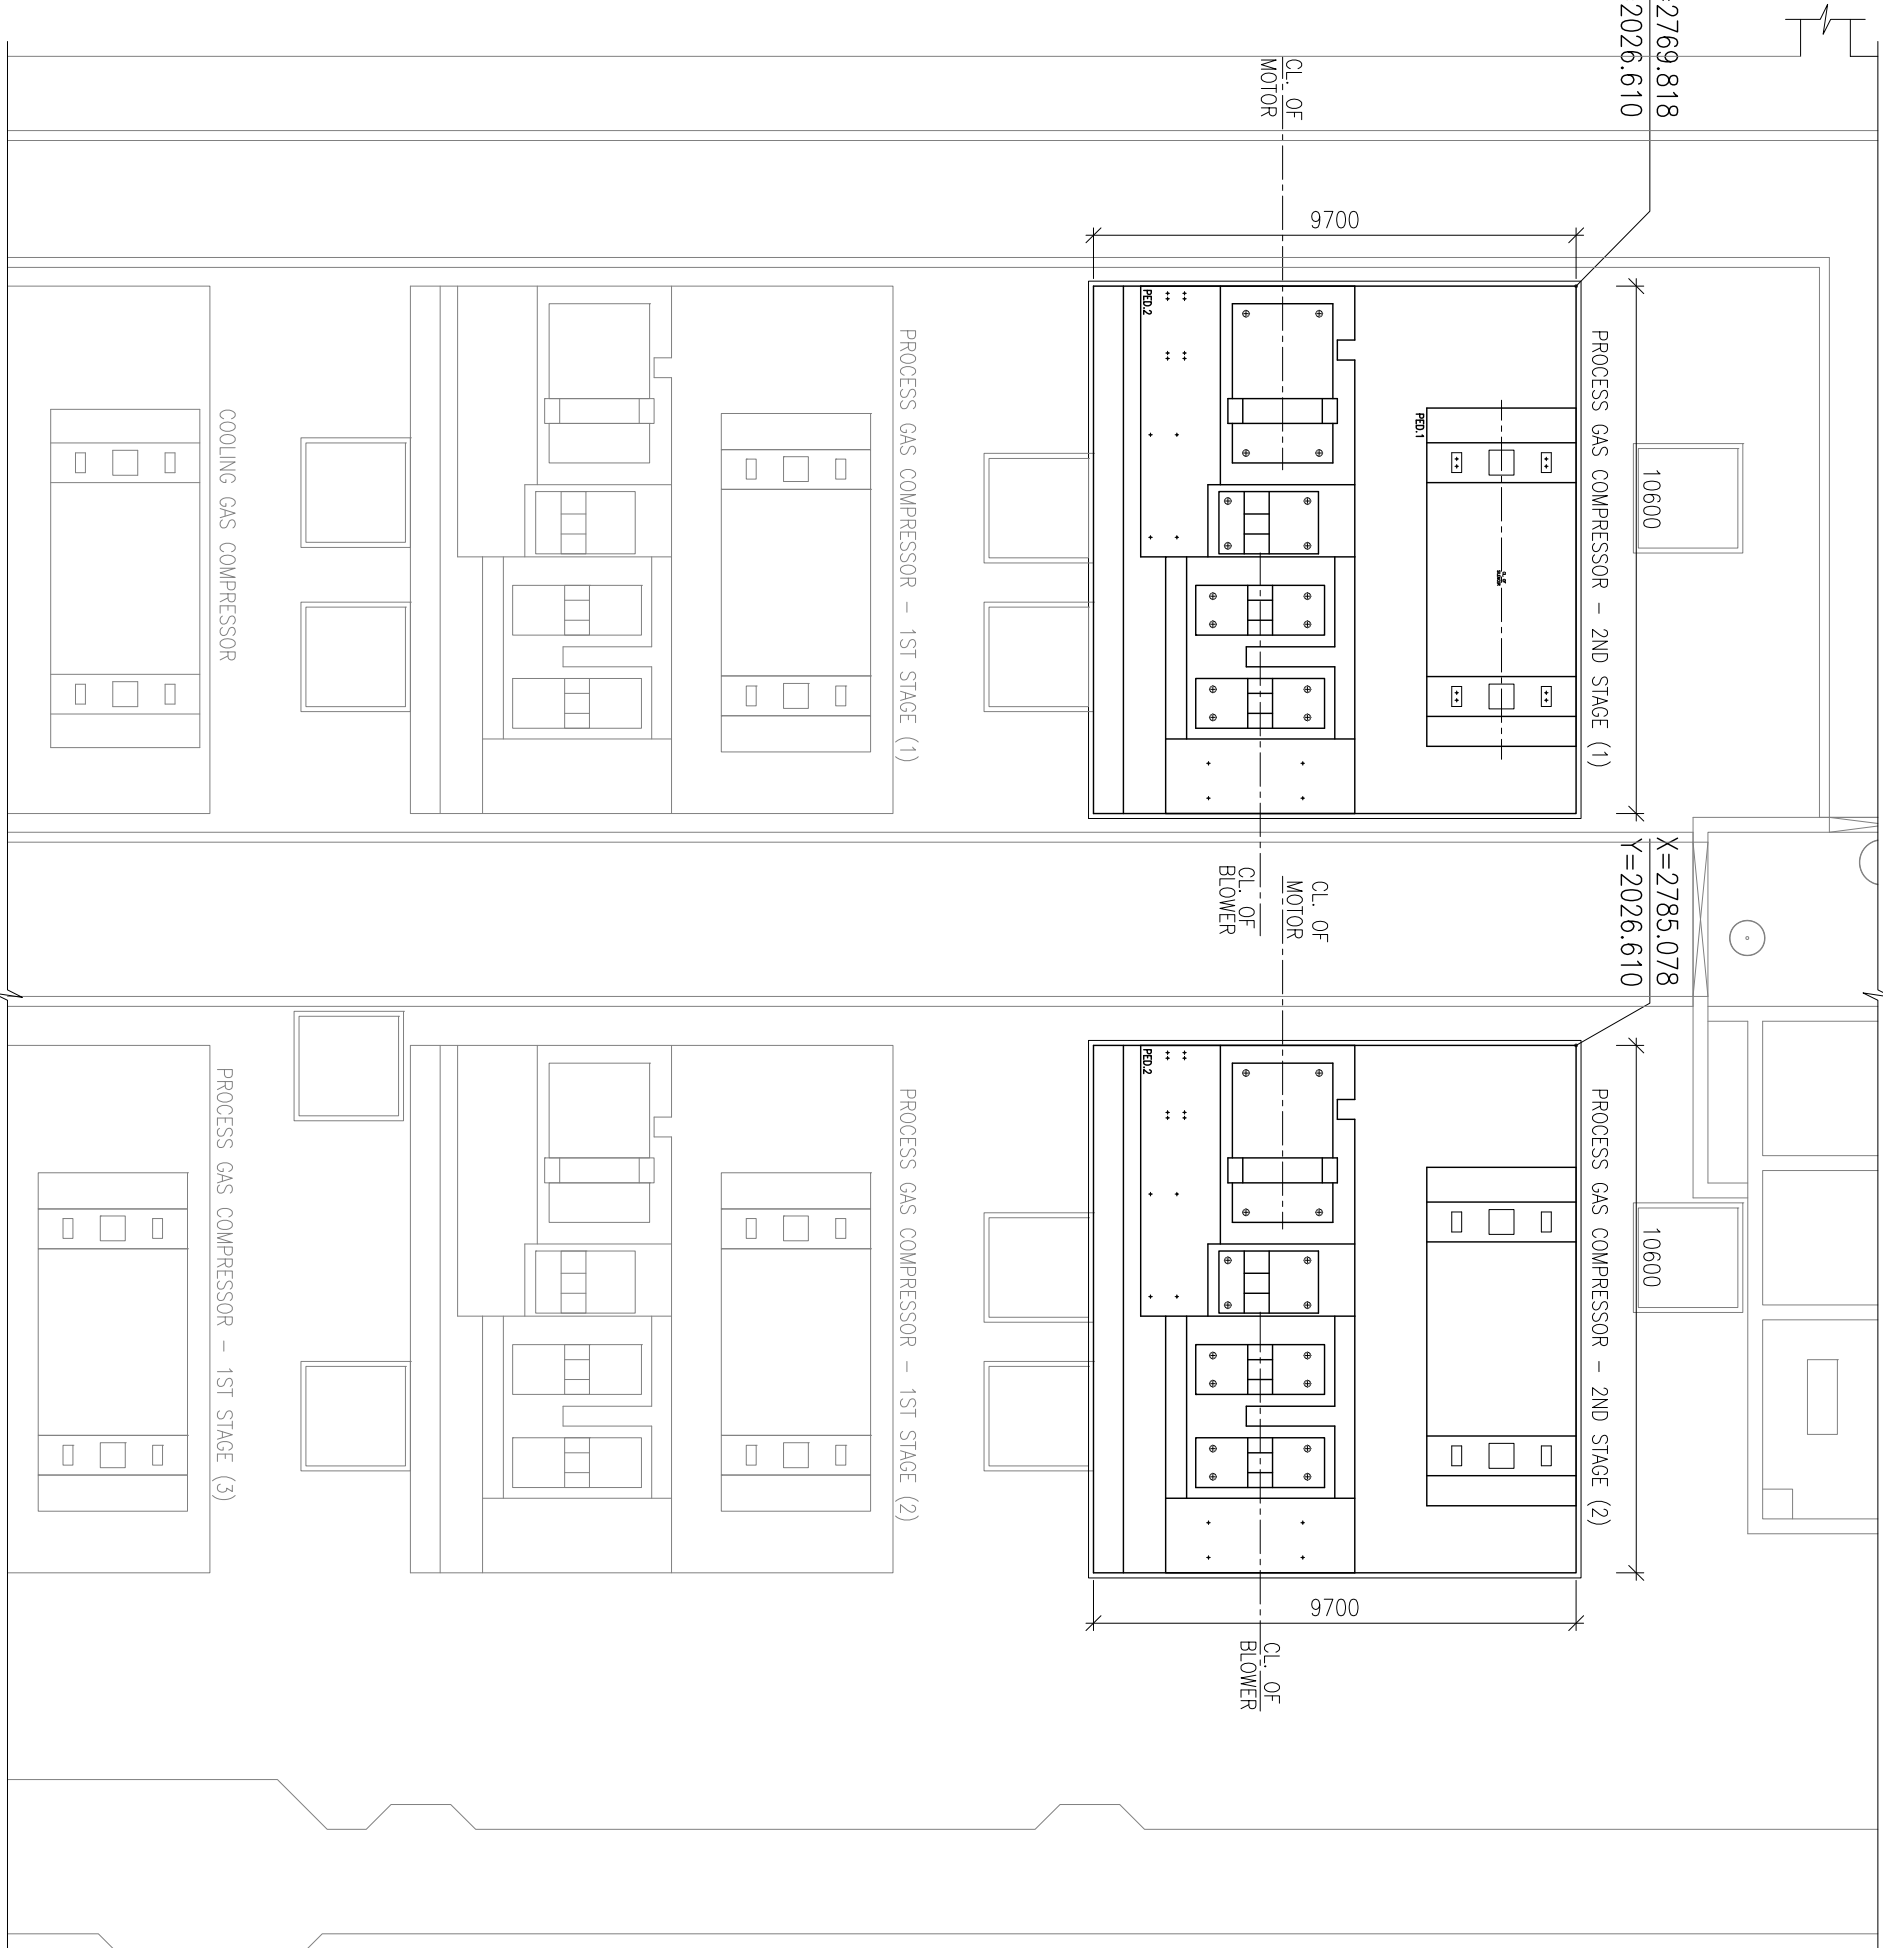 =2769.818
2026.610
CL. OF
MOTOR
9700
10600
PROCESS GAS COMPRESSOR - 2ND STAGE (1)
PED.1
PED.2
PROCESS GAS COMPRESSOR - 1ST STAGE (1)
COOLING GAS COMPRESSOR
CL. OF
BLOWER
CL. OF
MOTOR
X=2785.078
Y=2026.610
10600
PROCESS GAS COMPRESSOR - 2ND STAGE (2)
PED.2
PROCESS GAS COMPRESSOR - 1ST STAGE (2)
PROCESS GAS COMPRESSOR - 1ST STAGE (3)
9700
CL. OF
BLOWER